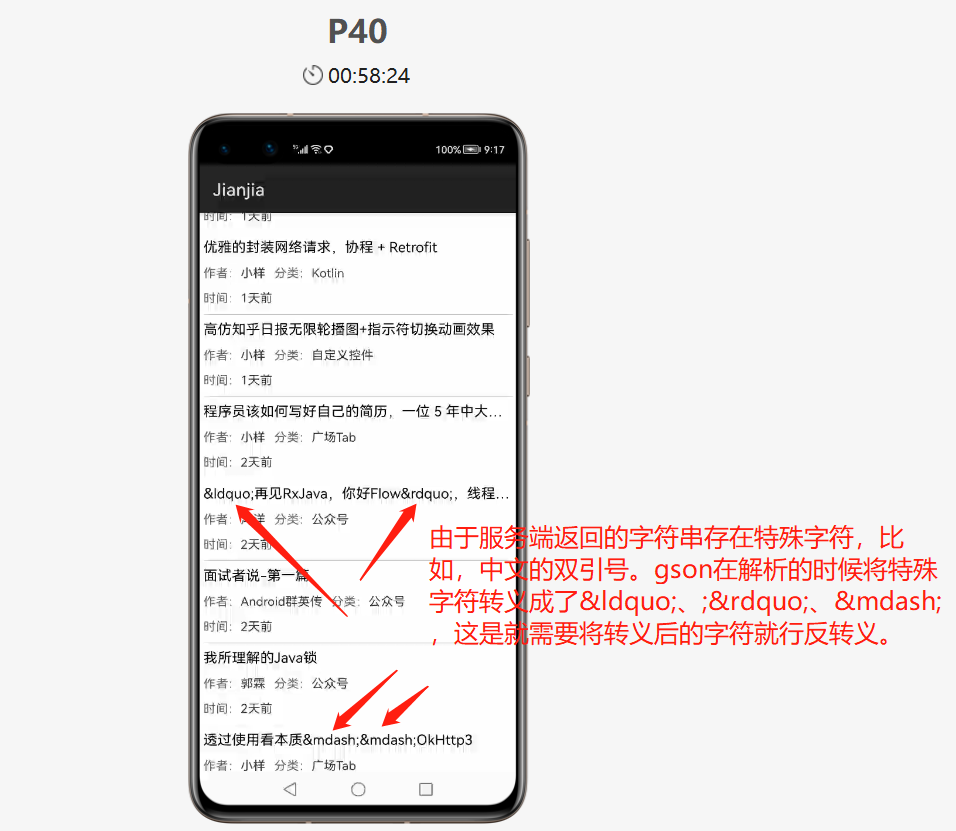 P40
00:58:24
100% 9:17
Jianjia
时间： 1天前
优雅的封装网络请求，协程 + Retrofit
作者： 小样 分类： Kotlin
时间： 1天前
高仿知乎日报无限轮播图+指示符切换动画效果
作者： 小样 分类： 自定义控件
时间： 1天前
程序员该如何写好自己的简历，一位 5 年中大...
作者： 小样 分类： 广场Tab
时间： 2天前
&ldquo;再见RxJava，你好Flow&rdquo;，线程...
作者： 洋 分类： 公众号
时间： 2天前
由于服务端返回的字符串存在特殊字符，比
如，中文的双引号。gson在解析的时候将特殊
字符转义成了&ldquo;、;&rdquo;、&mdash;
，这是就需要将转义后的字符就行反转义。
面试者说-第一篇
作者： Android群英传 分类： 公众号
时间： 2天前
我所理解的Java锁
作者： 郭霖 分类： 公众号
时间： 2天前
透过使用看本质&mdash;&mdash;OkHttp3
作者： 小样 分类： 广场Tab